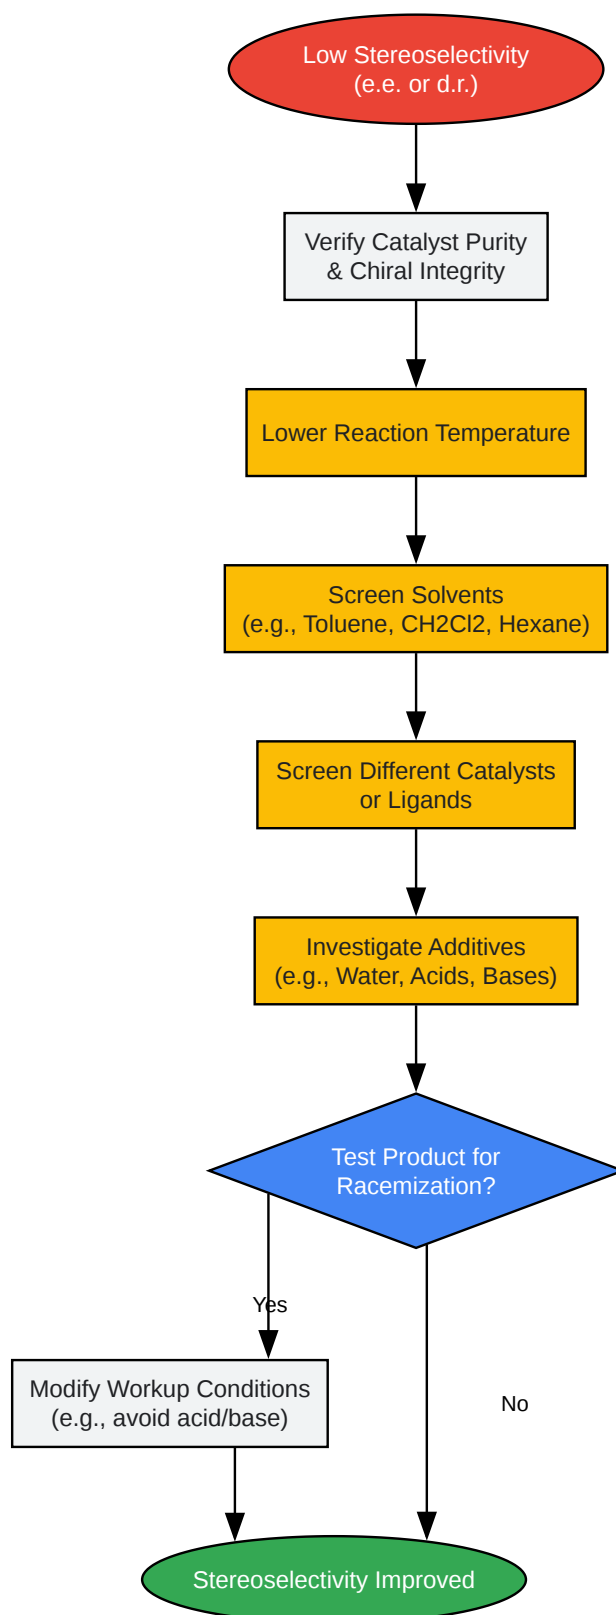 Low Stereoselectivity
(e.e. or d.r.)
Verify Catalyst Purity
& Chiral Integrity
Lower Reaction Temperature
Screen Solvents
(e.g., Toluene, CH2Cl2, Hexane)
Screen Different Catalysts
or Ligands
Investigate Additives
(e.g., Water, Acids, Bases)
Test Product for
Racemization?
Yes
Modify Workup Conditions
(e.g., avoid acid/base)
No
Stereoselectivity Improved